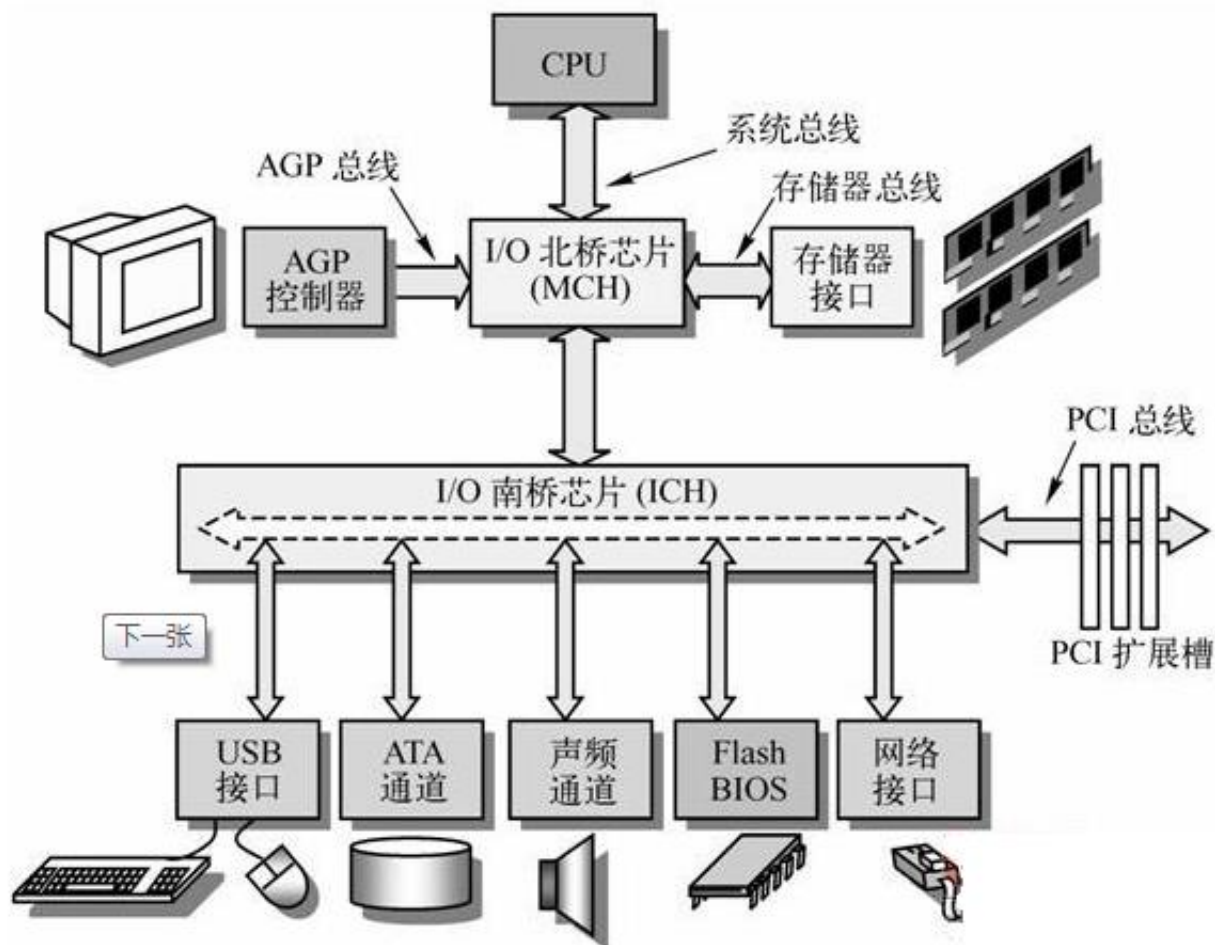 CPU
系统总线
AGP 总线
存储器总线
AGP
控制器
I/O 北桥芯片
(MCH)
存储器
接口
PCI 总线
I/O 南桥芯片 (ICH)
下一张
PCI 扩展槽
USB
接口
ATA
通道
声频
通道
Flash
BIOS
网络
接口